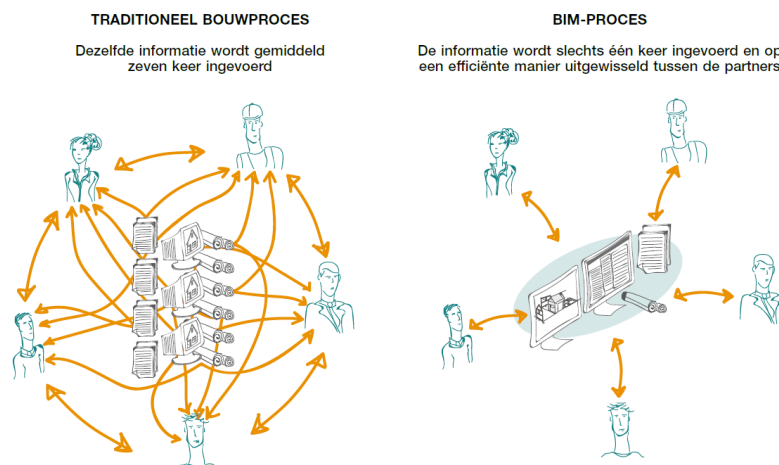 TRADITIONEEL BOUWPROCES
Dezelfde informatie wordt gemiddeld
zeven keer ingevoerd
BIM-PROCES
De informatie wordt slechts één keer ingevoerd en op
een efficiënte manier uitgewisseld tussen de partners